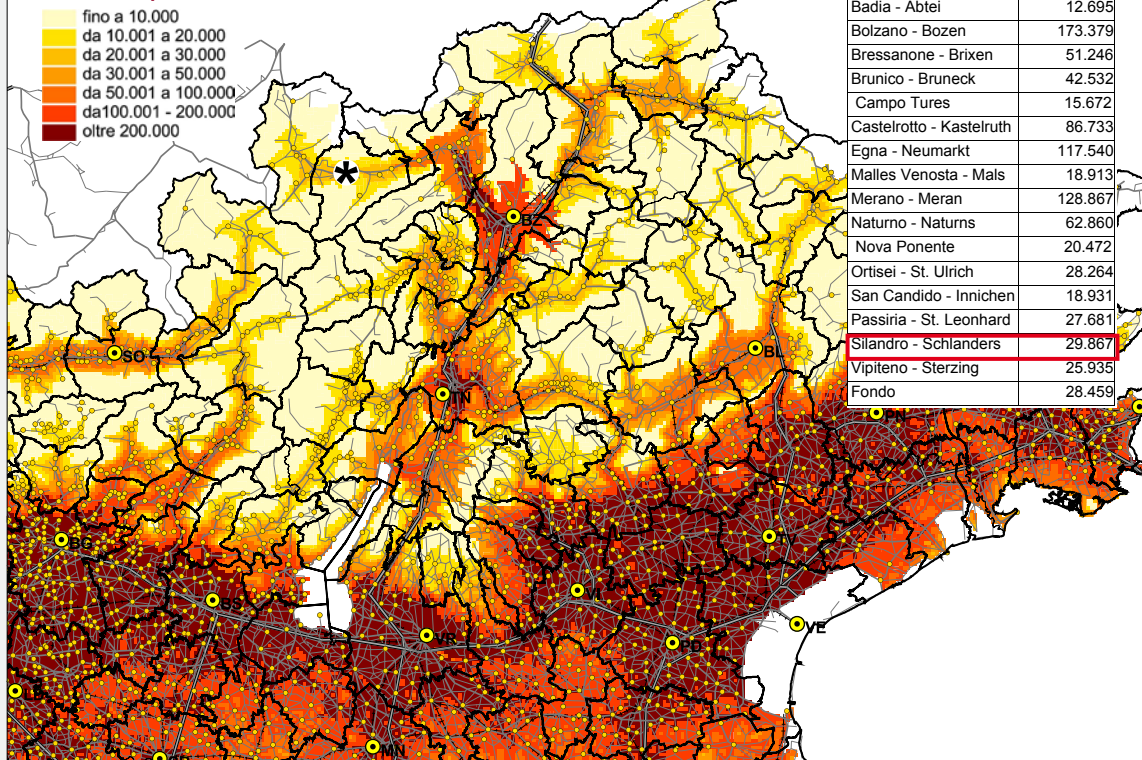 fino a 10.000
da 10.001 a 20.000
da 20.001 a 30.000
da 30.001 a 50.000
da 50.001 a 100.000
da100.001 - 200.000
oltre 200.000
Badia - Abtei 12.695
Bolzano - Bozen 173.379
Bressanone - Brixen 51.246
Brunico - Bruneck 42.532
Campo Tures 15.672
Castelrotto - Kastelruth 86.733
Egna - Neumarkt 117.540
Malles Venosta - Mals 18.913
Merano - Meran 128.867
Naturno - Naturns 62.860
Nova Ponente 20.472
Ortisei - St. Ulrich 28.264
San Candido - Innichen 18.931
Passiria - St. Leonhard 27.681
Silandro - Schlanders 29.867
Vipiteno - Sterzing 25.935
Fondo 28.459
*
BZ
SO
BL
TN
PN
BG
TV
BS
VI
VE
VR
PD
MN